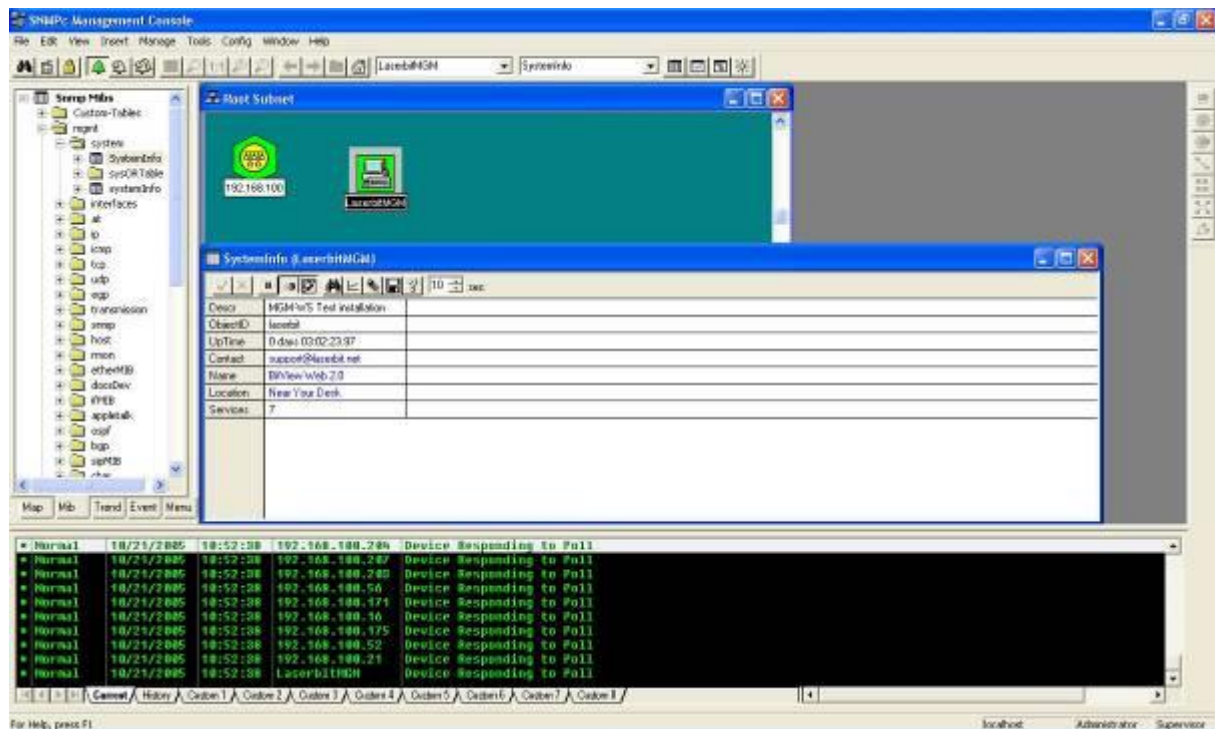 SNMPc Management Console
File Edit View Insert Manage Tools Config Window Help
LaserbitMGM SystemInfo
Snmp Mibs
Custom-Tables
mgmt
system
SystemInfo
sysORTable
systemInfo
interfaces
at
ip
icmp
tcp
udp
egp
transmission
snmp
host
rmon
etherMIB
docsDev
ifMIB
appletalk
ospf
bgp
sipMIB
char
Map Mib Trend Event Menu
Root Subnet
192.168.100
LaserbitMGM
SystemInfo (LaserbitMGM)
10 sec
Descr MGM-WS Test installation
ObjectID laserbit
UpTime 0 days 03:02:23.97
Contact support@laserbit.net
Name BitView Web 2.0
Location Near Your Desk
Services 7
Normal 10/21/2005 10:52:38 192.168.100.204 Device Responding to Poll
Normal 10/21/2005 10:52:38 192.168.100.207 Device Responding to Poll
Normal 10/21/2005 10:52:38 192.168.100.203 Device Responding to Poll
Normal 10/21/2005 10:52:38 192.168.100.56 Device Responding to Poll
Normal 10/21/2005 10:52:38 192.168.100.171 Device Responding to Poll
Normal 10/21/2005 10:52:38 192.168.100.16 Device Responding to Poll
Normal 10/21/2005 10:52:38 192.168.100.175 Device Responding to Poll
Normal 10/21/2005 10:52:38 192.168.100.52 Device Responding to Poll
Normal 10/21/2005 10:52:38 192.168.100.21 Device Responding to Poll
Normal 10/21/2005 10:52:38 LaserbitMGM Device Responding to Poll
Current History Custom 1 Custom 2 Custom 3 Custom 4 Custom 5 Custom 6 Custom 7 Custom 8
For Help, press F1 localhost Administrator Supervisor